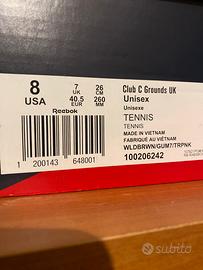 8
USA
7
UK
26
CM
40.5
EUR
260
MM
Reebok
1 200143 648001
Club C Grounds UK
Unisex
Unisexe
TENNIS
TENNIS
MADE IN VIETNAM
FABRIQUÉ AU VIÊTNAM
WLDBRWN/GUM7/TRPNK
100206242
subito